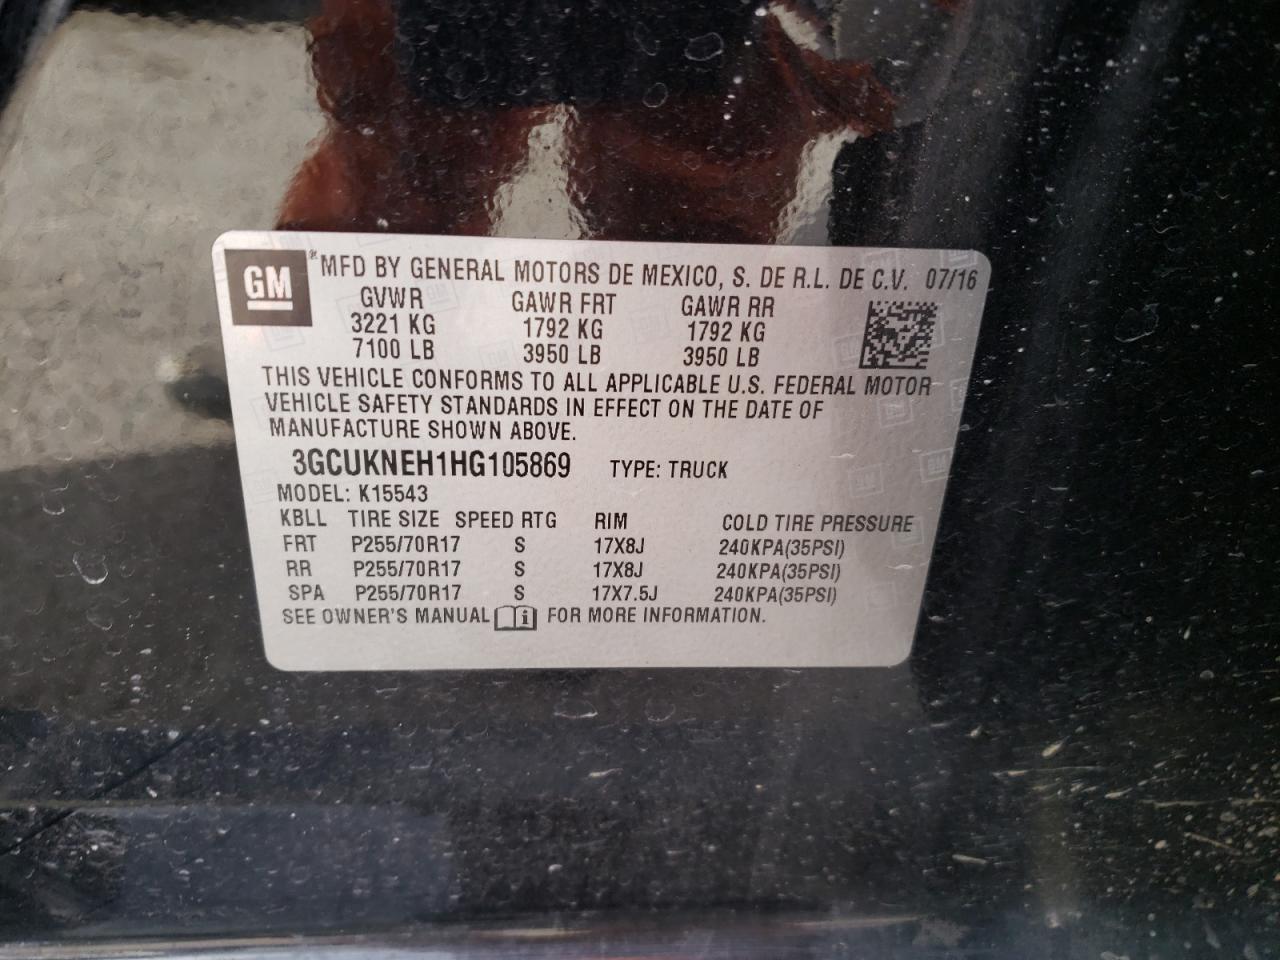 GM ® MFD BY GENERAL MOTORS DE MEXICO, S. DE R.L. DE C.V. 07/16
GVWR GAWR FRT GAWR RR
3221 KG 1792 KG 1792 KG
7100 LB 3950 LB 3950 LB
THIS VEHICLE CONFORMS TO ALL APPLICABLE U.S. FEDERAL MOTOR
VEHICLE SAFETY STANDARDS IN EFFECT ON THE DATE OF
MANUFACTURE SHOWN ABOVE.
3GCUKNEH1HG105869 TYPE: TRUCK
MODEL: K15543
KBLL TIRE SIZE SPEED RTG RIM COLD TIRE PRESSURE
FRT P255/70R17 S 17X8J 240KPA(35PSI)
RR P255/70R17 S 17X8J 240KPA(35PSI)
SPA P255/70R17 S 17X7.5J 240KPA(35PSI)
SEE OWNER'S MANUAL i FOR MORE INFORMATION.